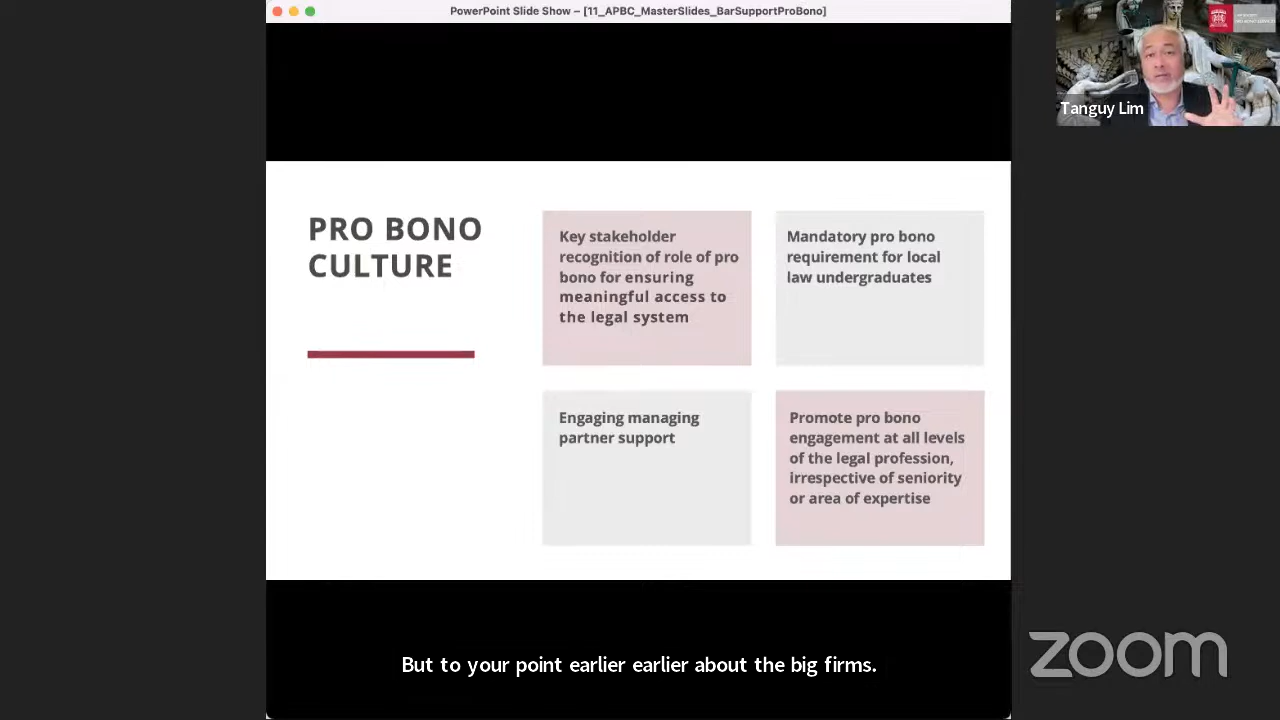 PowerPoint Slide Show – [11_APBC_MasterSlides_BarSupportProBono]
Tanguy Lim
PRO BONO
CULTURE
Key stakeholder
recognition of role of pro
bono for ensuring
meaningful access to
the legal system
Mandatory pro bono
requirement for local
law undergraduates
Engaging managing
partner support
Promote pro bono
engagement at all levels
of the legal profession,
irrespective of seniority
or area of expertise
But to your point earlier earlier about the big firms.
zoom